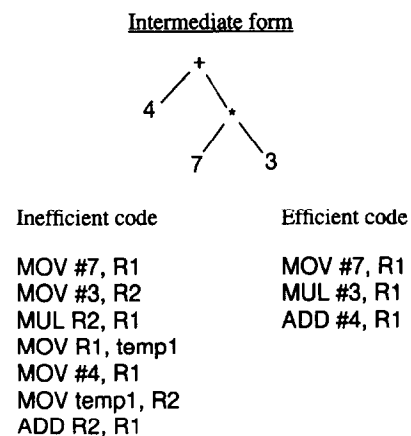 Intermediate form
+
4
*
7 3
Inefficient code
MOV #7, R1
MOV #3, R2
MUL R2, R1
MOV R1, temp1
MOV #4, R1
MOV temp1, R2
ADD R2, R1
Efficient code
MOV #7, R1
MUL #3, R1
ADD #4, R1